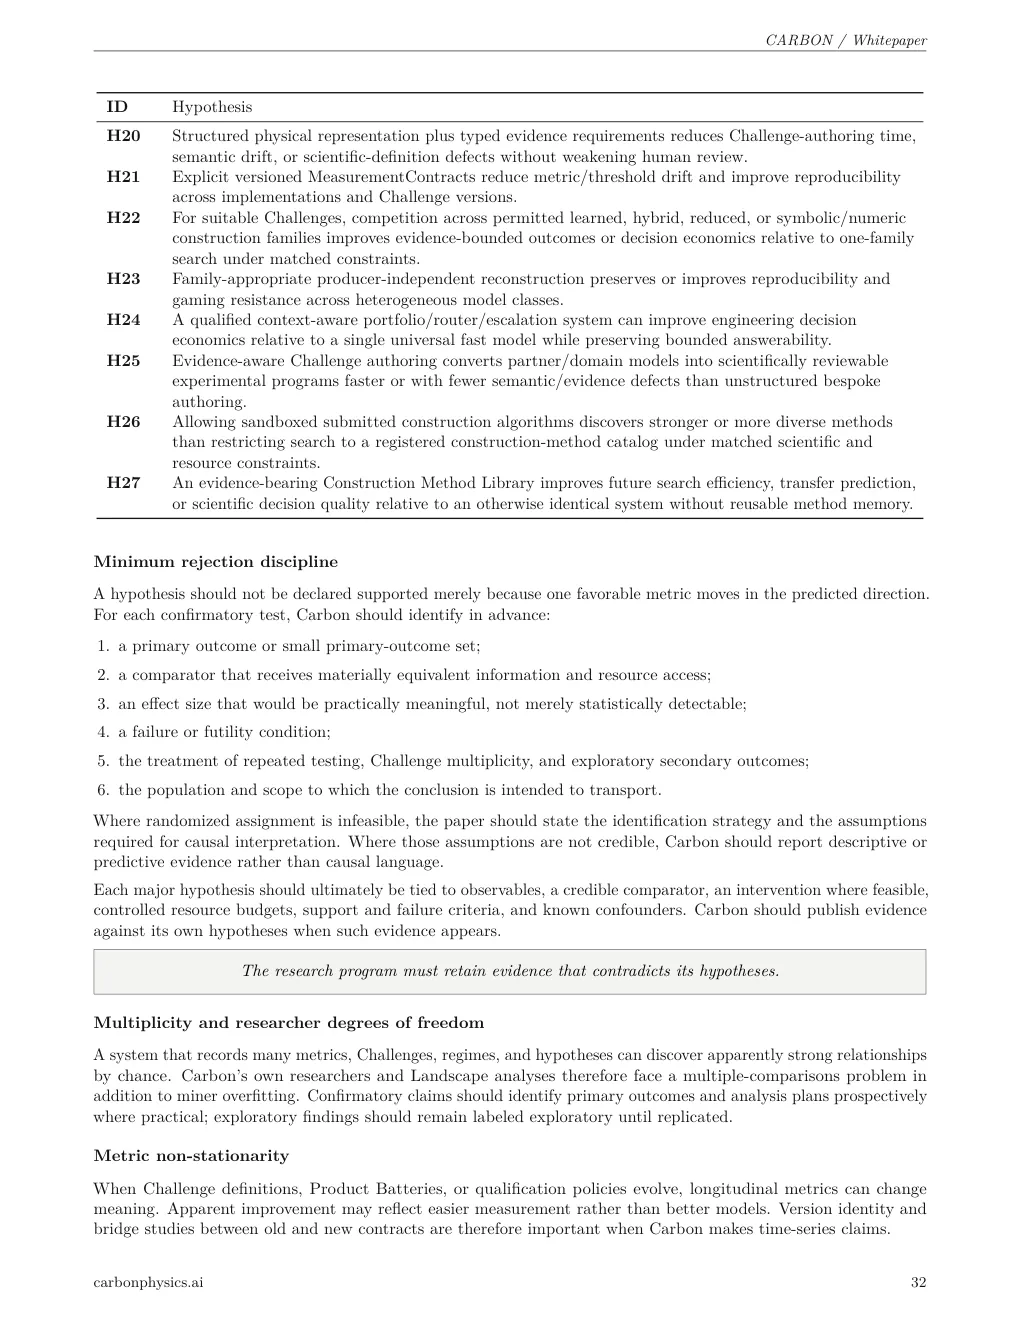 CARBON / Whitepaper
ID Hypothesis
H20 Structured physical representation plus typed evidence requirements reduces Challenge-authoring time,
semantic drift, or scientific-definition defects without weakening human review.
H21 Explicit versioned MeasurementContracts reduce metric/threshold drift and improve reproducibility
across implementations and Challenge versions.
H22 For suitable Challenges, competition across permitted learned, hybrid, reduced, or symbolic/numeric
construction families improves evidence-bounded outcomes or decision economics relative to one-family
search under matched constraints.
H23 Family-appropriate producer-independent reconstruction preserves or improves reproducibility and
gaming resistance across heterogeneous model classes.
H24 A qualified context-aware portfolio/router/escalation system can improve engineering decision
economics relative to a single universal fast model while preserving bounded answerability.
H25 Evidence-aware Challenge authoring converts partner/domain models into scientifically reviewable
experimental programs faster or with fewer semantic/evidence defects than unstructured bespoke
authoring.
H26 Allowing sandboxed submitted construction algorithms discovers stronger or more diverse methods
than restricting search to a registered construction-method catalog under matched scientific and
resource constraints.
H27 An evidence-bearing Construction Method Library improves future search efficiency, transfer prediction,
or scientific decision quality relative to an otherwise identical system without reusable method memory.
Minimum rejection discipline
A hypothesis should not be declared supported merely because one favorable metric moves in the predicted direction.
For each confirmatory test, Carbon should identify in advance:
1. a primary outcome or small primary-outcome set;
2. a comparator that receives materially equivalent information and resource access;
3. an effect size that would be practically meaningful, not merely statistically detectable;
4. a failure or futility condition;
5. the treatment of repeated testing, Challenge multiplicity, and exploratory secondary outcomes;
6. the population and scope to which the conclusion is intended to transport.
Where randomized assignment is infeasible, the paper should state the identification strategy and the assumptions
required for causal interpretation. Where those assumptions are not credible, Carbon should report descriptive or
predictive evidence rather than causal language.
Each major hypothesis should ultimately be tied to observables, a credible comparator, an intervention where feasible,
controlled resource budgets, support and failure criteria, and known confounders. Carbon should publish evidence
against its own hypotheses when such evidence appears.
The research program must retain evidence that contradicts its hypotheses.
Multiplicity and researcher degrees of freedom
A system that records many metrics, Challenges, regimes, and hypotheses can discover apparently strong relationships
by chance. Carbon's own researchers and Landscape analyses therefore face a multiple-comparisons problem in
addition to miner overfitting. Confirmatory claims should identify primary outcomes and analysis plans prospectively
where practical; exploratory findings should remain labeled exploratory until replicated.
Metric non-stationarity
When Challenge definitions, Product Batteries, or qualification policies evolve, longitudinal metrics can change
meaning. Apparent improvement may reflect easier measurement rather than better models. Version identity and
bridge studies between old and new contracts are therefore important when Carbon makes time-series claims.
carbonphysics.ai 32